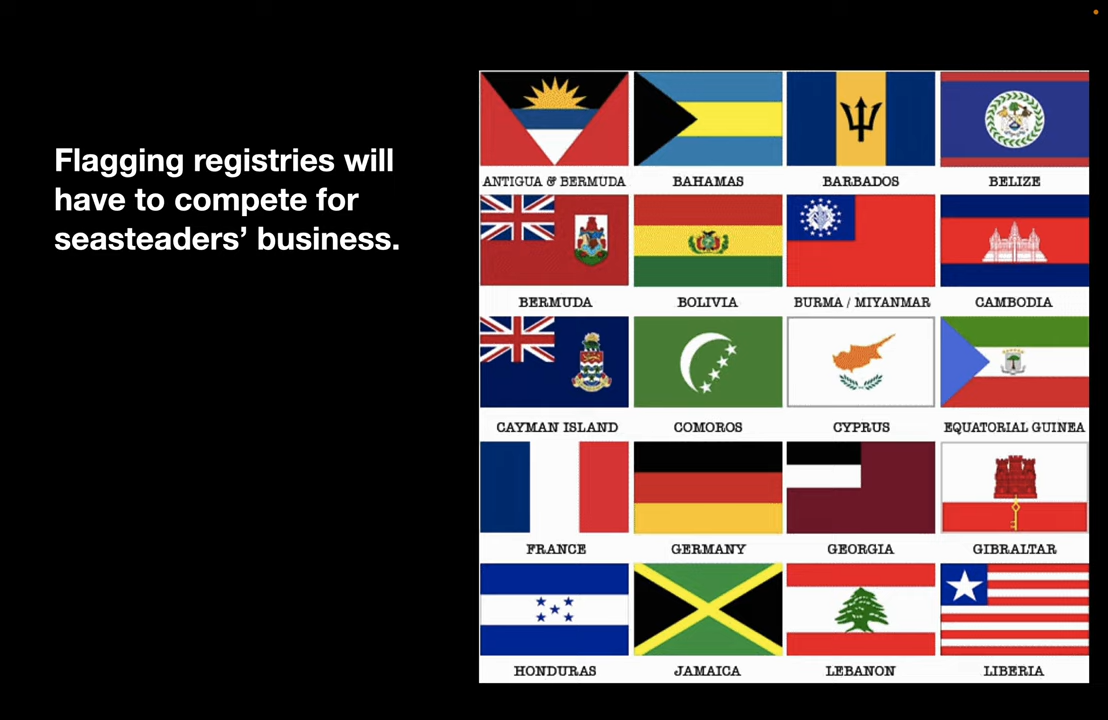 Flagging registries will
have to compete for
seasteaders’ business.
ANTIGUA & BERMUDA
BAHAMAS
BARBADOS
BELIZE
BERMUDA
BOLIVIA
BURMA / MIYANMAR
CAMBODIA
CAYMAN ISLAND
COMOROS
CYPRUS
EQUATORIAL GUINEA
FRANCE
GERMANY
GEORGIA
GIBRALTAR
HONDURAS
JAMAICA
LEBANON
LIBERIA